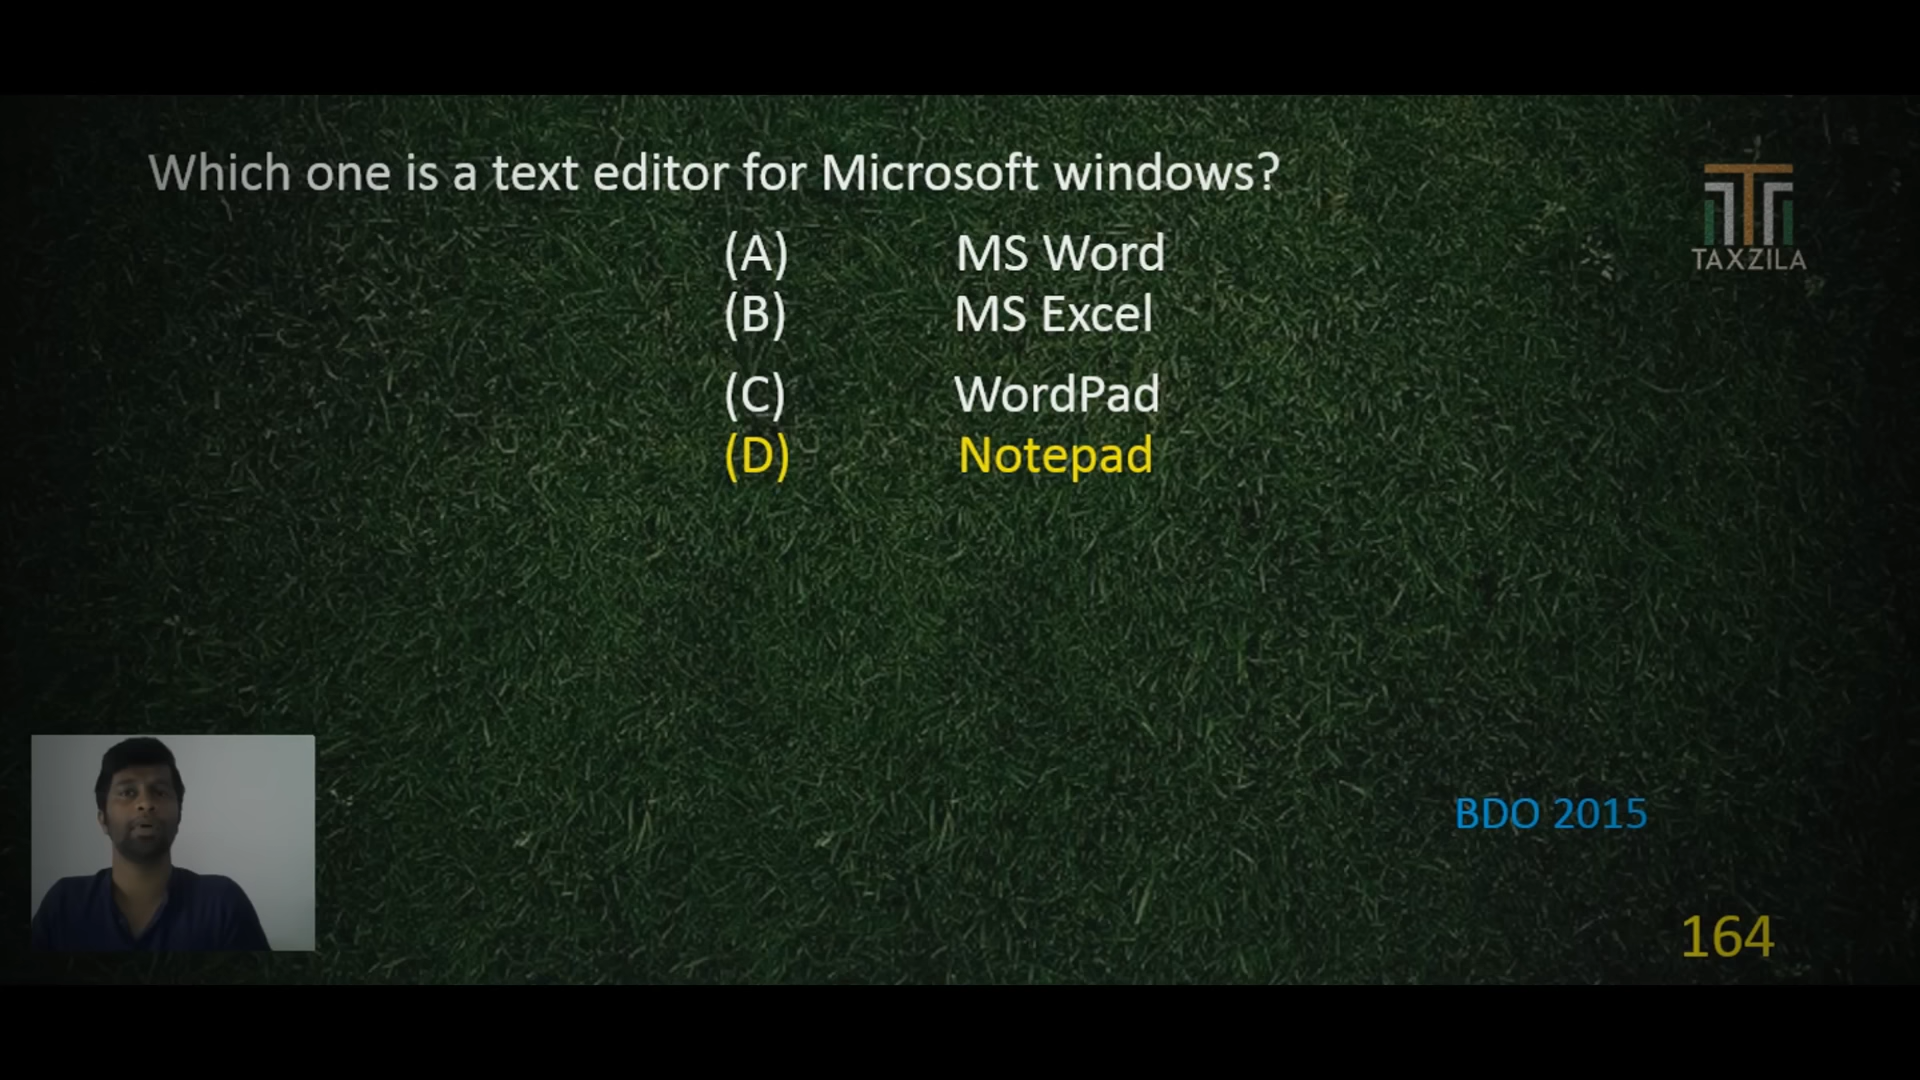 Which one is a text editor for Microsoft windows?
(A) MS Word
(B) MS Excel
(C) WordPad
(D) Notepad
TAXZILA
BDO 2015
164